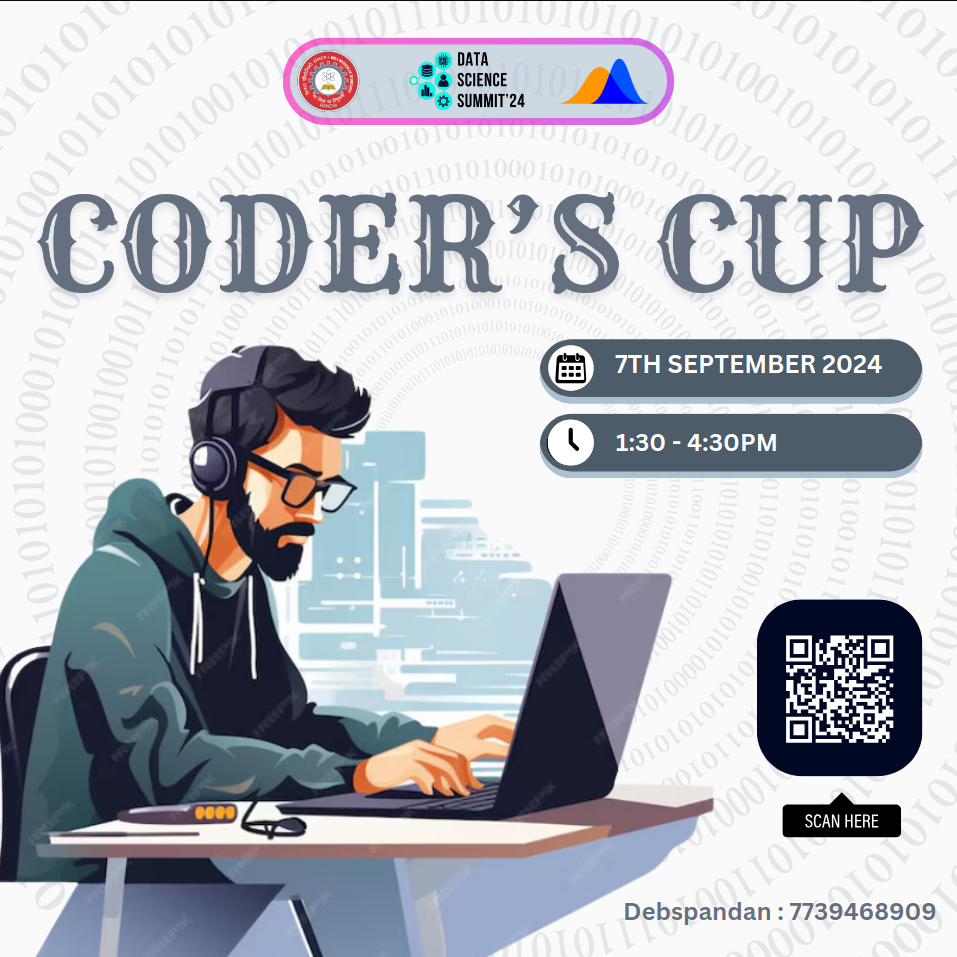 DATA
SCIENCE
SUMMIT'24
CODER'S CUP
7TH SEPTEMBER 2024
1:30 - 4:30PM
SCAN HERE
Debspandan : 7739468909